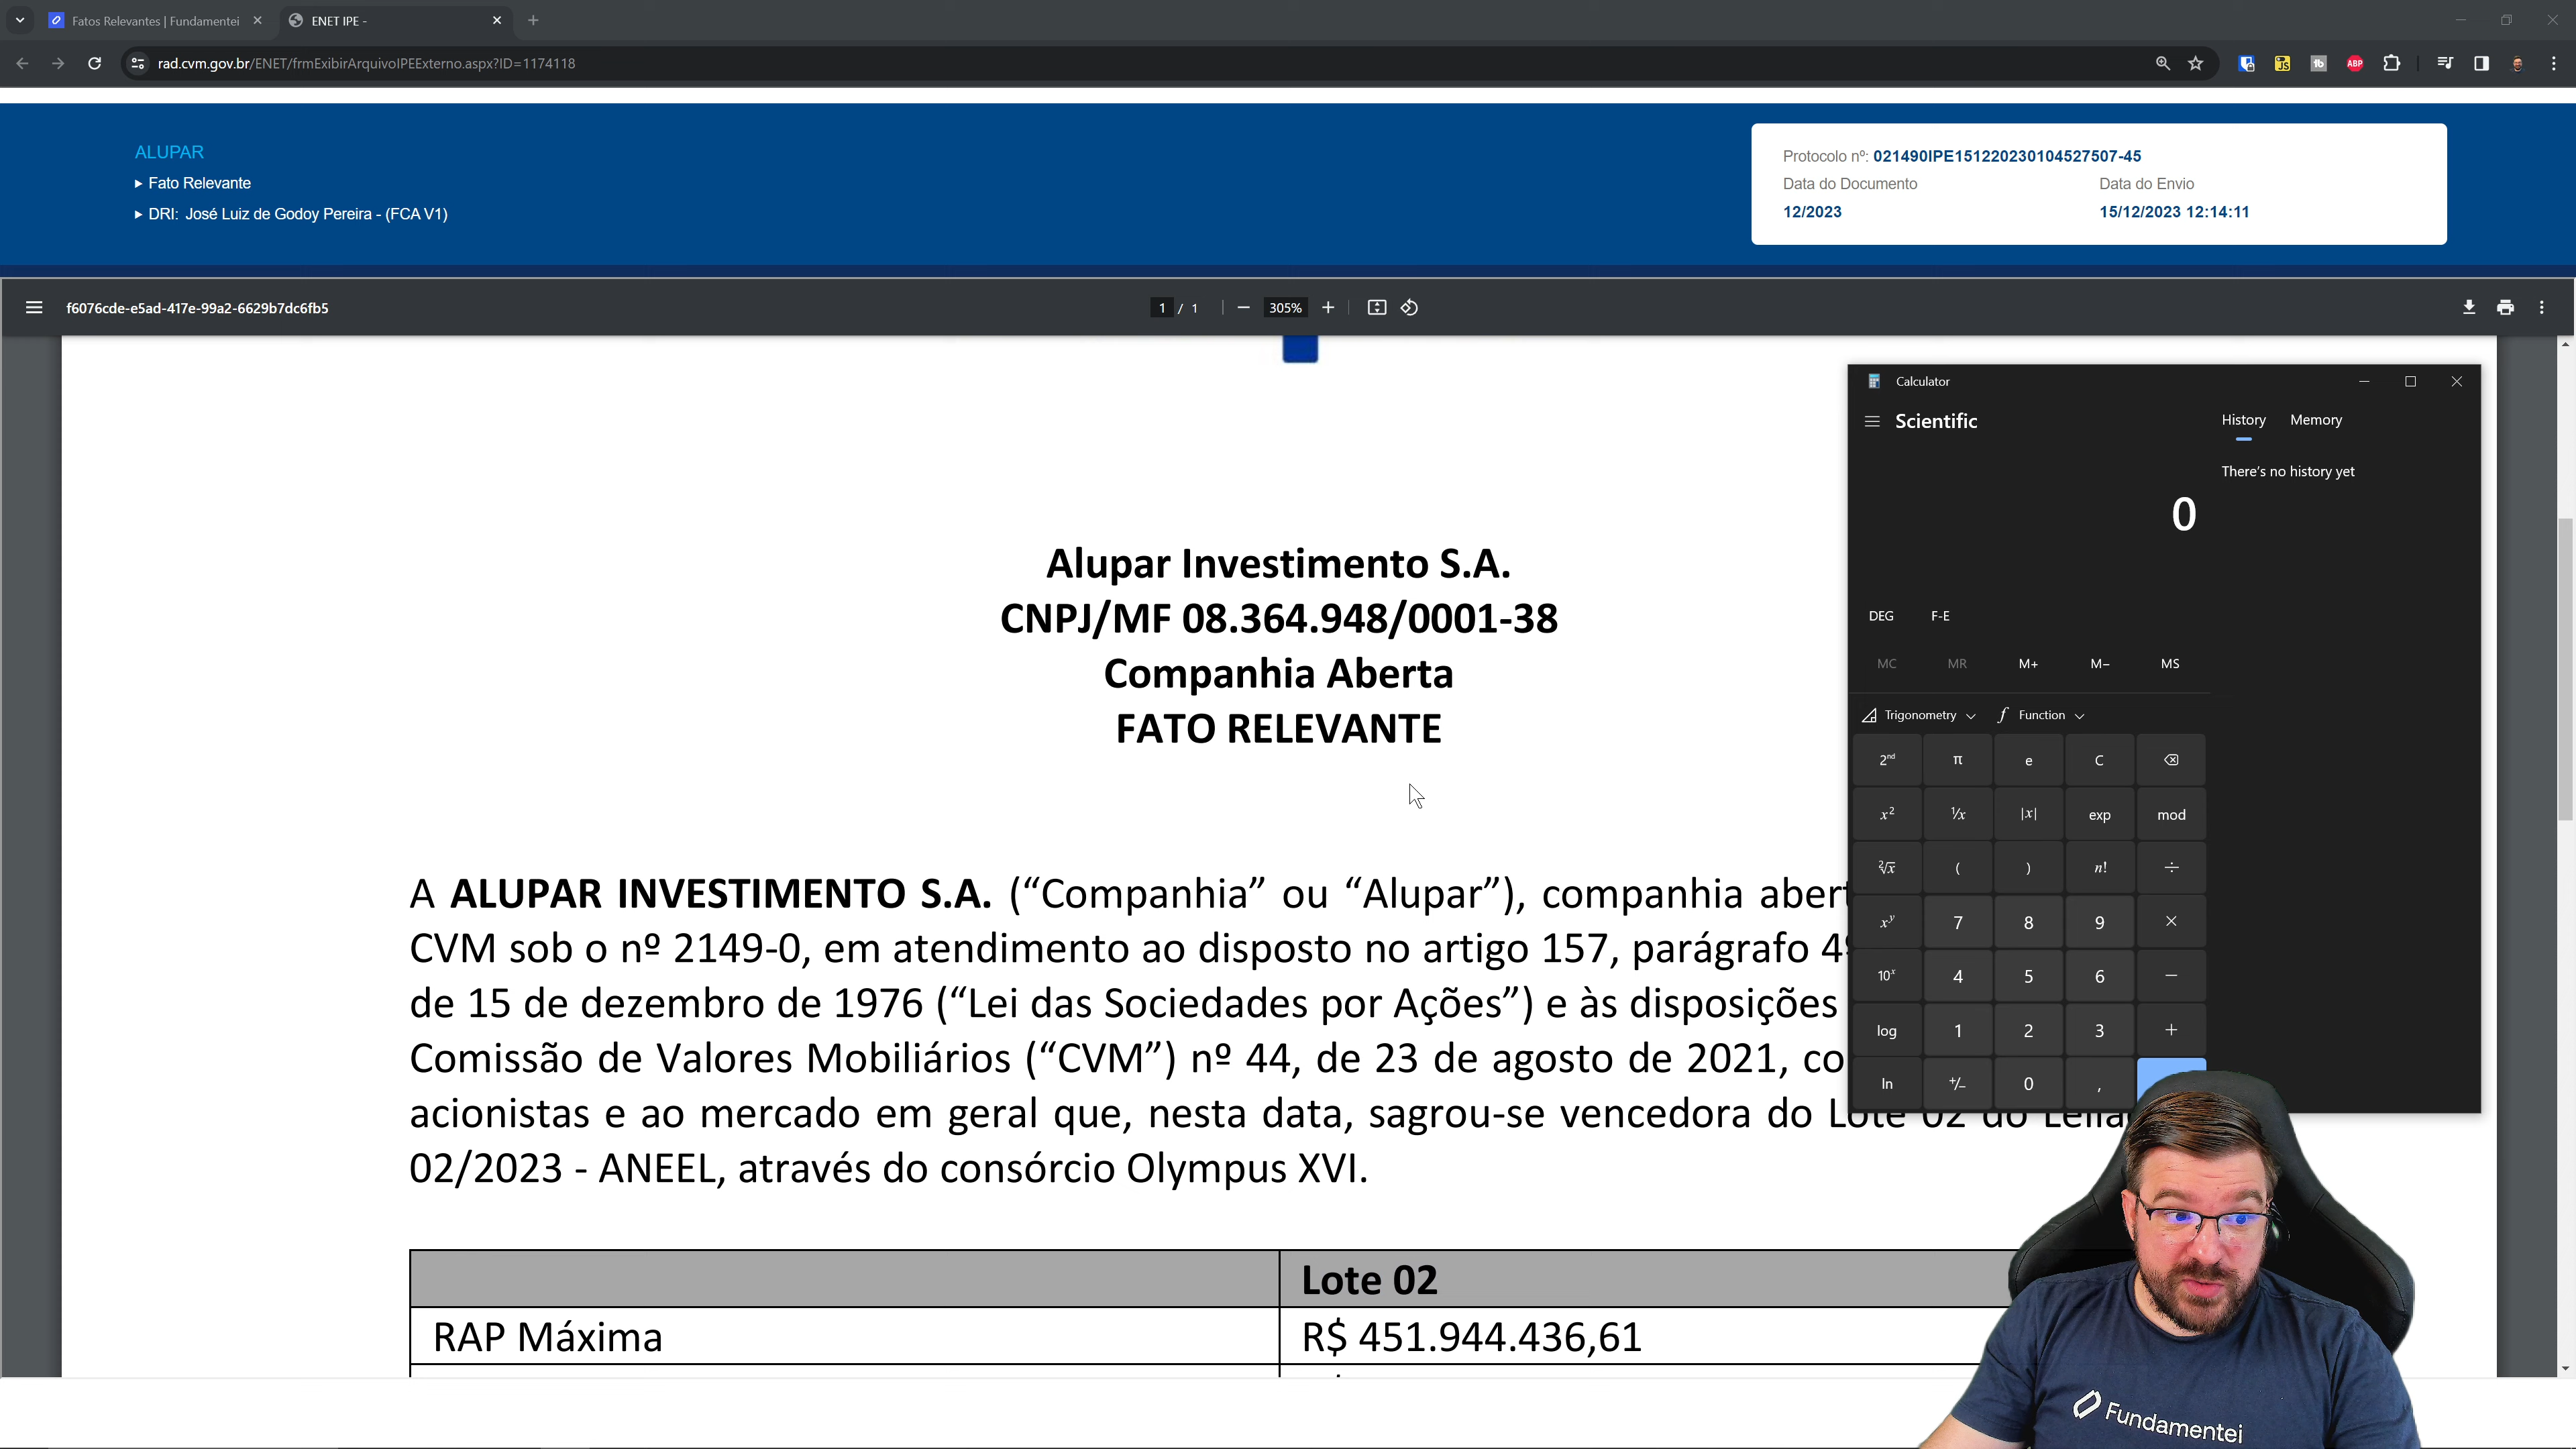 Fatos Relevantes | Fundamentei
ENET IPE -
rad.cvm.gov.br/ENET/frmExibirArquivoIPEExterno.aspx?ID=1174118
JS
tb
ABP
ALUPAR
Fato Relevante
DRI: José Luiz de Godoy Pereira - (FCA V1)
Protocolo nº: 021490IPE151220230104527507-45
Data do Documento
Data do Envio
12/2023
15/12/2023 12:14:11
f6076cde-e5ad-417e-99a2-6629b7dc6fb5
1 / 1
305%
Alupar Investimento S.A.
CNPJ/MF 08.364.948/0001-38
Companhia Aberta
FATO RELEVANTE
A ALUPAR INVESTIMENTO S.A. (“Companhia” ou “Alupar”), companhia abert
CVM sob o nº 2149-0, em atendimento ao disposto no artigo 157, parágrafo 4º
de 15 de dezembro de 1976 (“Lei das Sociedades por Ações”) e às disposições
Comissão de Valores Mobiliários (“CVM”) nº 44, de 23 de agosto de 2021, co
acionistas e ao mercado em geral que, nesta data, sagrou-se vencedora do Lote 02 do Leilã
02/2023 - ANEEL, através do consórcio Olympus XVI.
Lote 02
RAP Máxima
R$ 451.944.436,61
Calculator
Scientific
History Memory
There's no history yet
0
DEG F-E
MC MR M+ M− MS
Trigonometry Function
2nd π e C
x² ¹/x |x| exp mod
²√x ( ) n! ÷
xʸ 7 8 9 ×
10ˣ 4 5 6 −
log 1 2 3 +
ln +/− 0 ,
Fundamentei